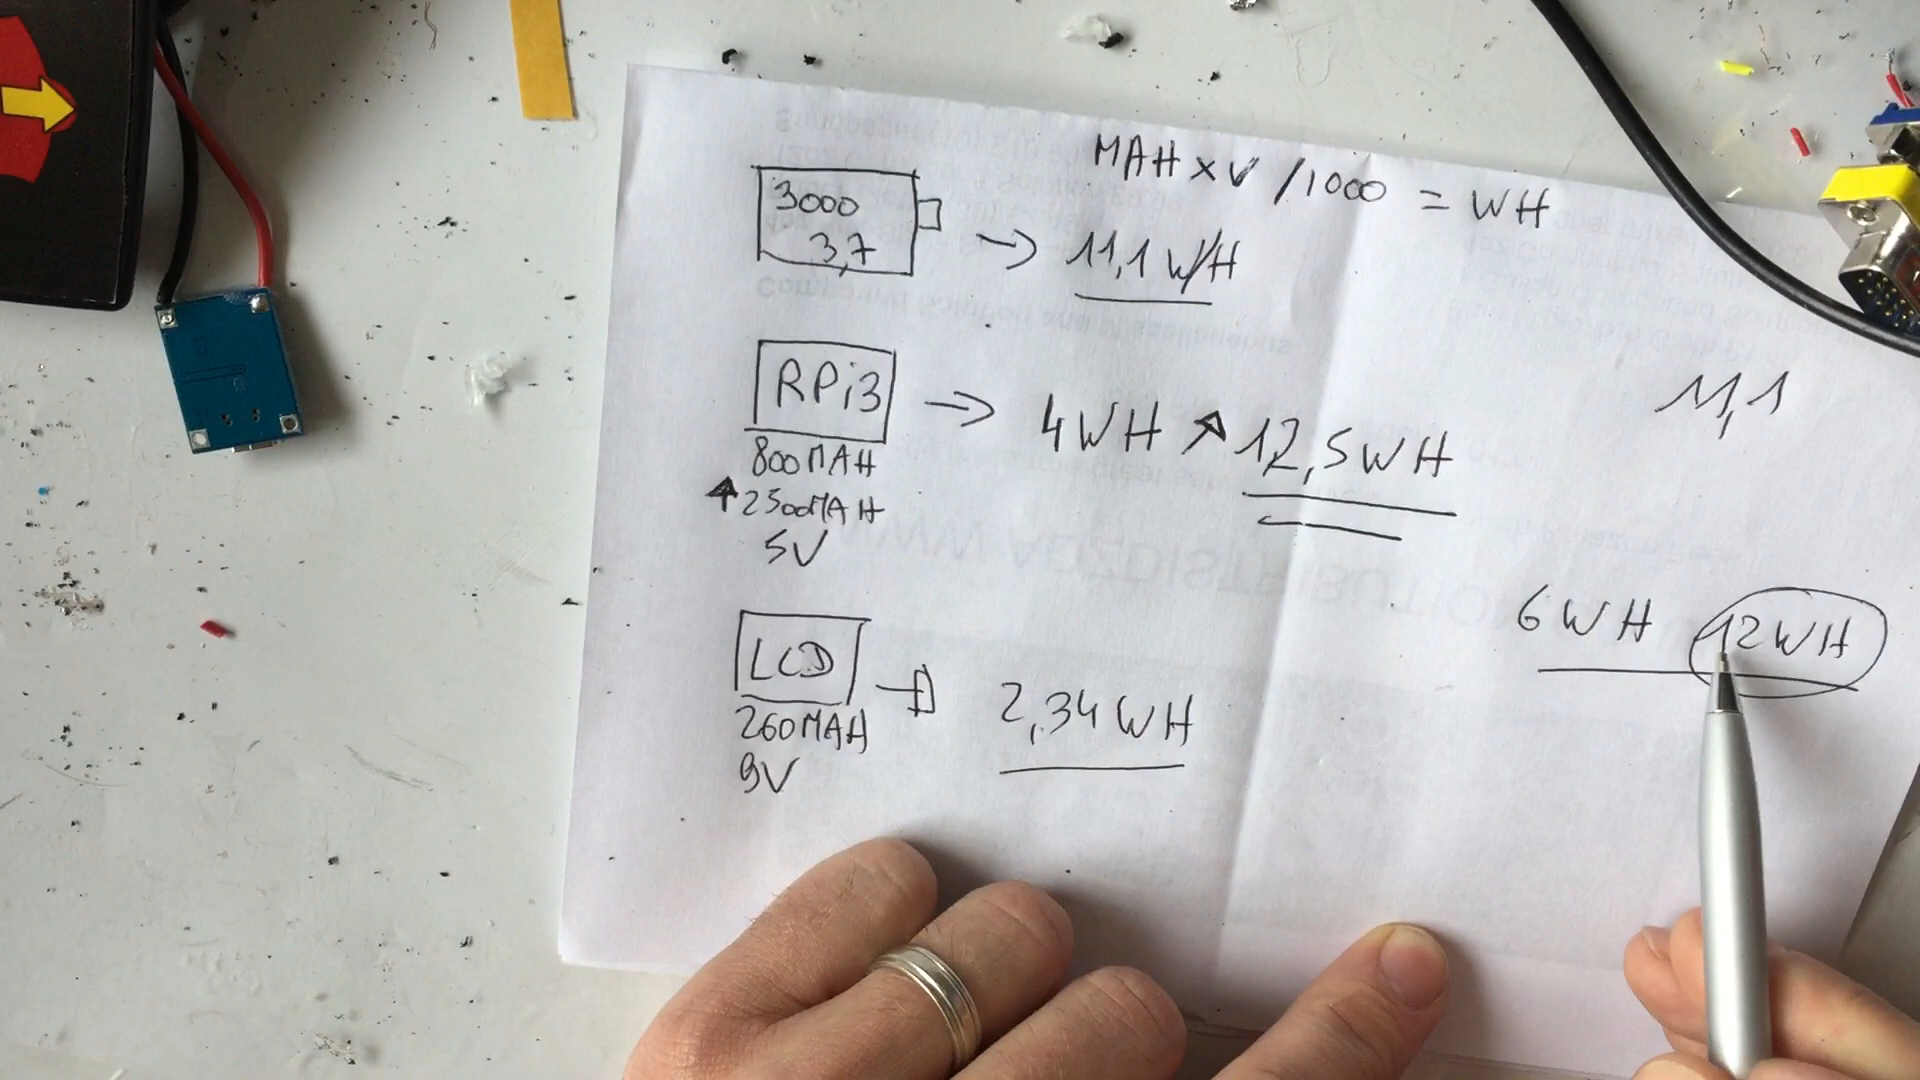 MAH x V / 1000 = WH
3000
3,7
→ 11,1 W/H
RPi3 → 4WH ↗ 12,5WH
11,1
800MAH
↑2500MAH
5V
6WH 12WH
LCD → 2,34WH
260MAH
9V